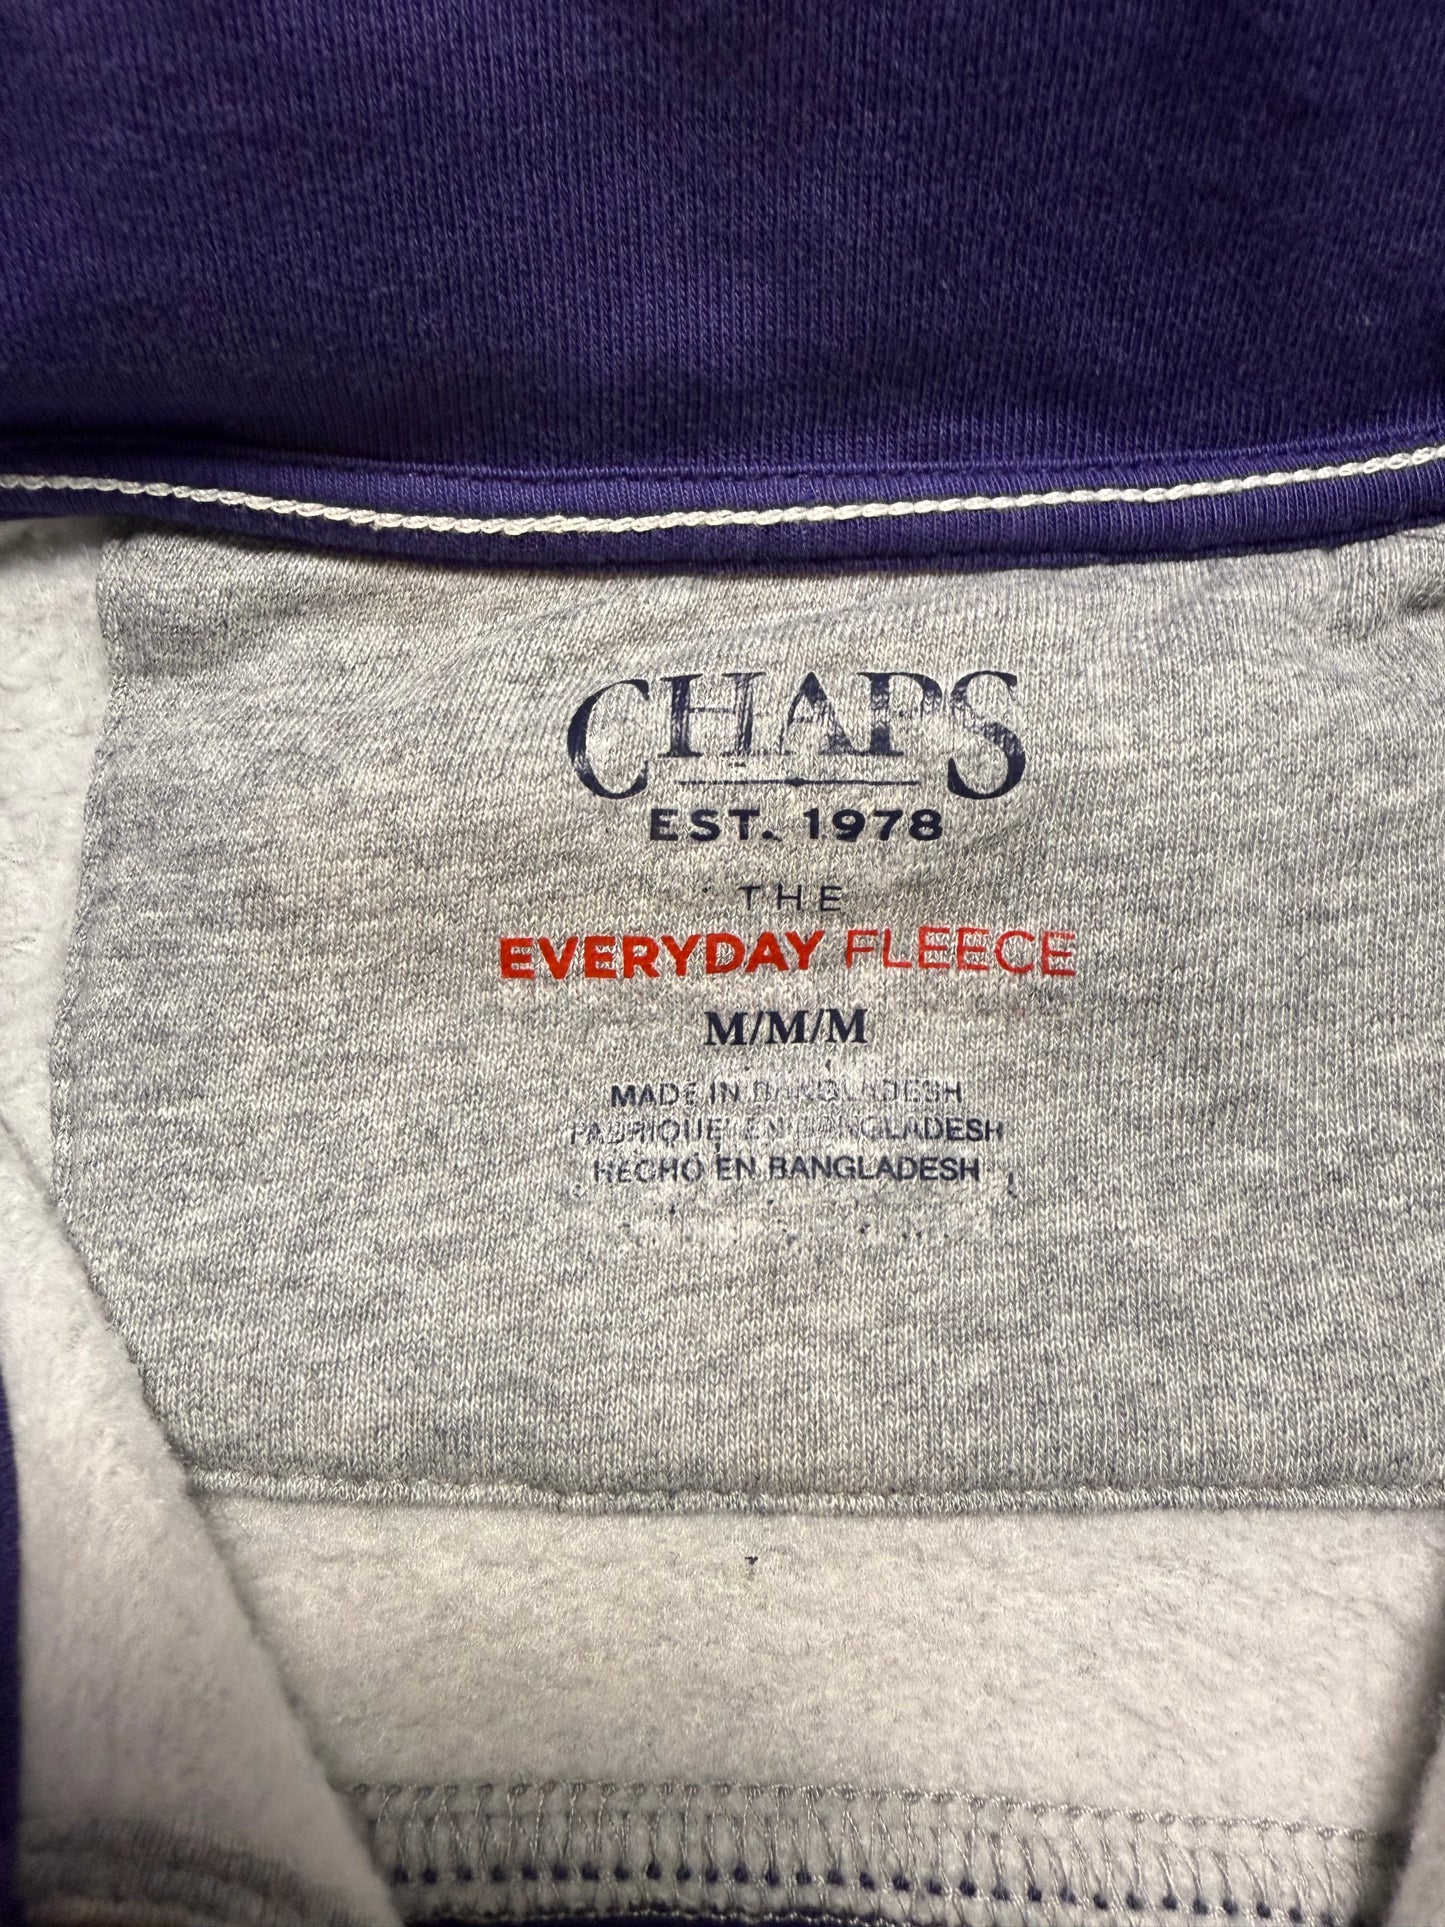 CHAPS
EST. 1978
THE
EVERYDAY FLEECE
M/M/M
MADE IN BANGLADESH
FABRIQUE EN BANGLADESH
HECHO EN BANGLADESH